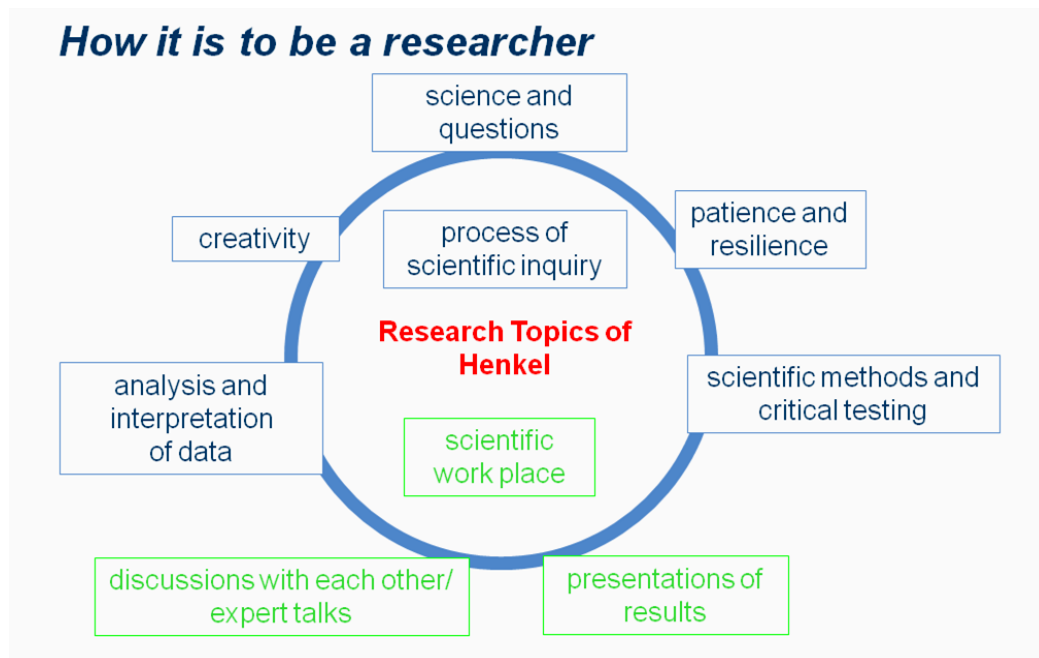 How it is to be a researcher
science and
questions
creativity
process of
scientific inquiry
patience and
resilience
Research Topics of
Henkel
analysis and
interpretation
of data
scientific methods and
critical testing
scientific
work place
discussions with each other/
expert talks
presentations of
results